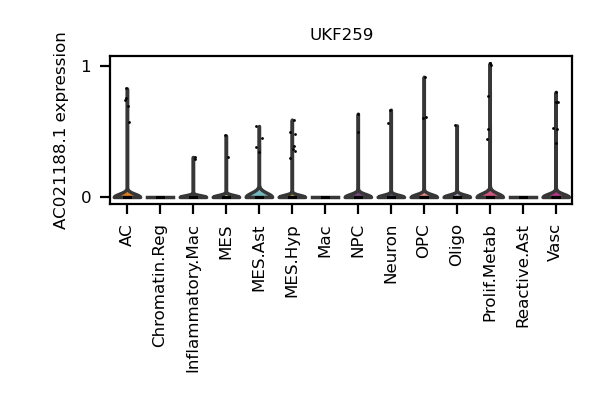 UKF259
AC021188.1 expression
1
0
AC
Chromatin.Reg
Inflammatory.Mac
MES
MES.Ast
MES.Hyp
Mac
NPC
Neuron
OPC
Oligo
Prolif.Metab
Reactive.Ast
Vasc